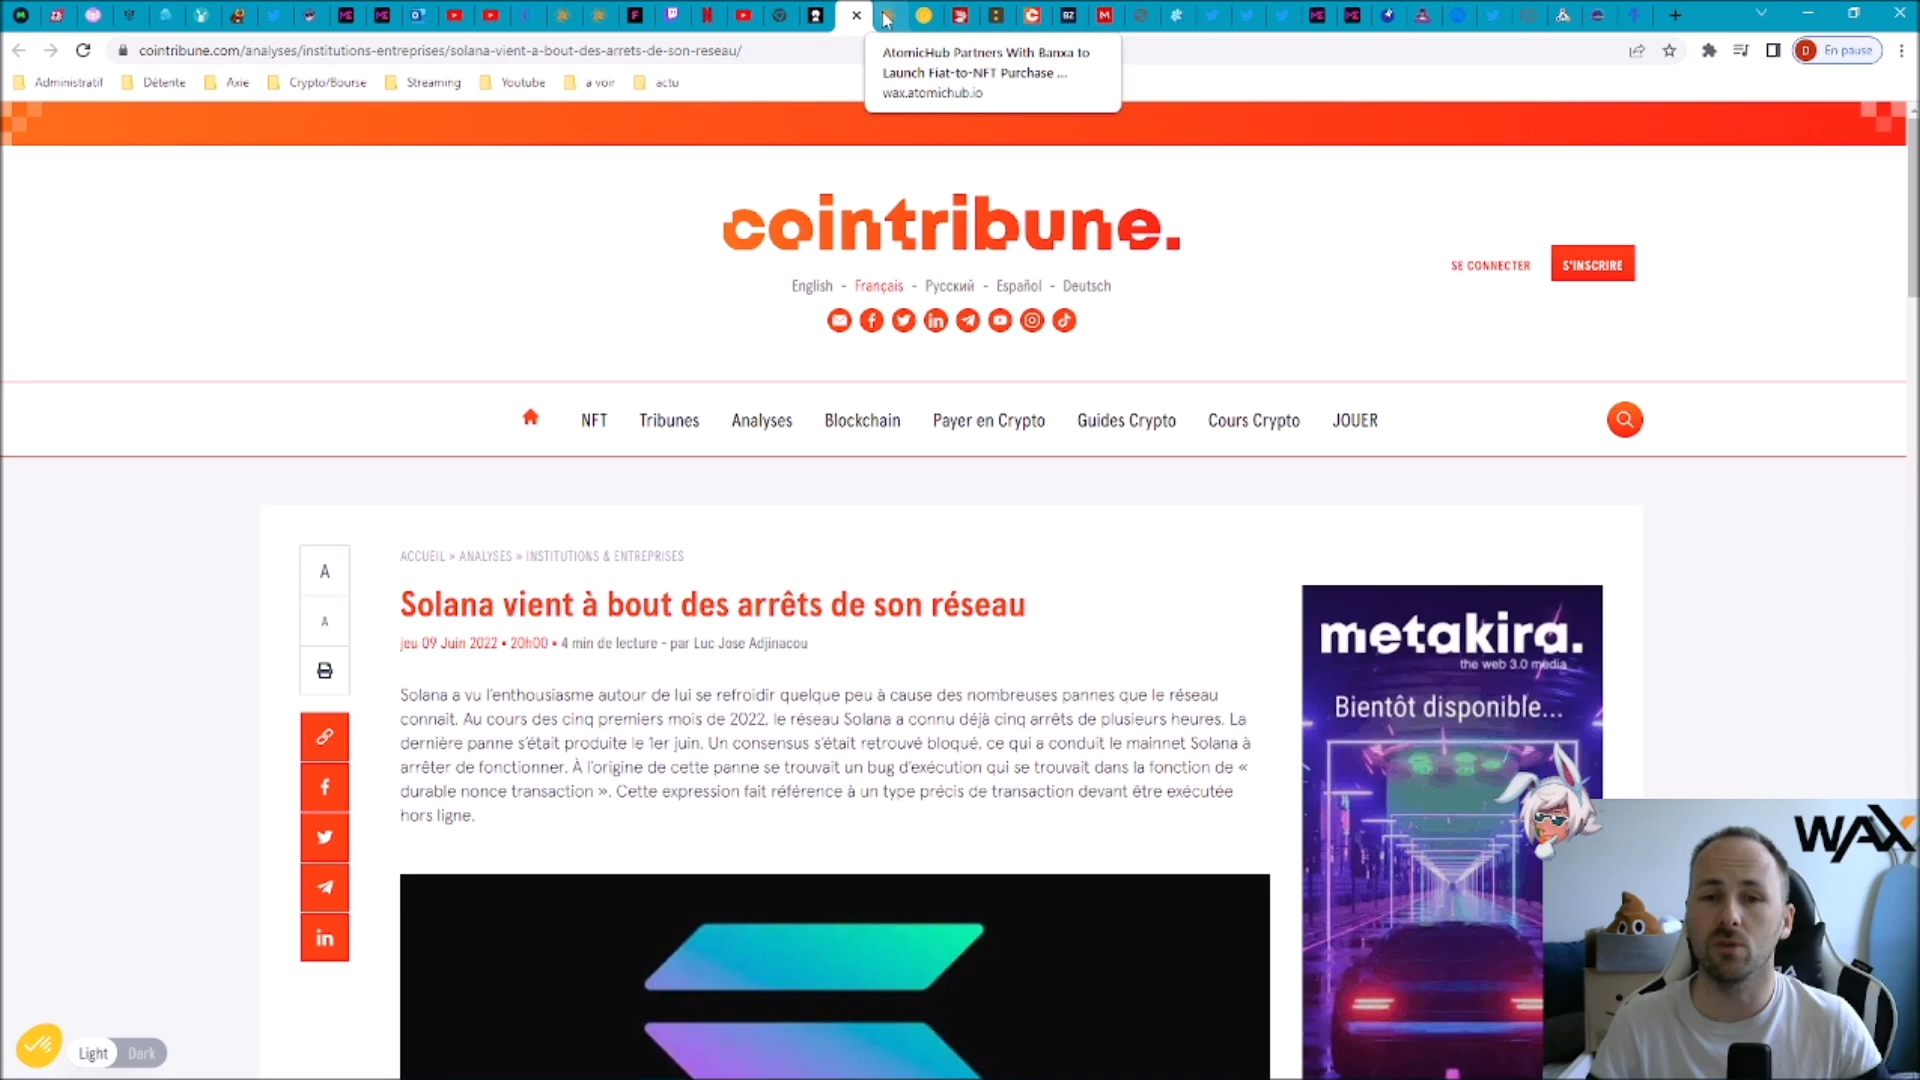 cointribune.com/analyses/institutions-entreprises/solana-vient-a-bout-des-arrets-de-son-reseau/
D En pause
Administratif Détente Axie Crypto/Bourse Streaming Youtube a voir actu
AtomicHub Partners With Banxa to
Launch Fiat-to-NFT Purchase ...
wax.atomichub.io
cointribune.
SE CONNECTER S'INSCRIRE
English - Français - Русский - Español - Deutsch
NFT Tribunes Analyses Blockchain Payer en Crypto Guides Crypto Cours Crypto JOUER
ACCUEIL » ANALYSES » INSTITUTIONS & ENTREPRISES
A
A
Solana vient à bout des arrêts de son réseau
jeu 09 Juin 2022 • 20h00 • 4 min de lecture - par Luc Jose Adjinacou
Solana a vu l'enthousiasme autour de lui se refroidir quelque peu à cause des nombreuses pannes que le réseau
connait. Au cours des cinq premiers mois de 2022, le réseau Solana a connu déjà cinq arrêts de plusieurs heures. La
dernière panne s'était produite le 1er juin. Un consensus s'était retrouvé bloqué, ce qui a conduit le mainnet Solana à
arrêter de fonctionner. À l'origine de cette panne se trouvait un bug d'exécution qui se trouvait dans la fonction de «
durable nonce transaction ». Cette expression fait référence à un type précis de transaction devant être exécutée
hors ligne.
metakira.
the web 3.0 media
Bientôt disponible...
WAX
Light Dark